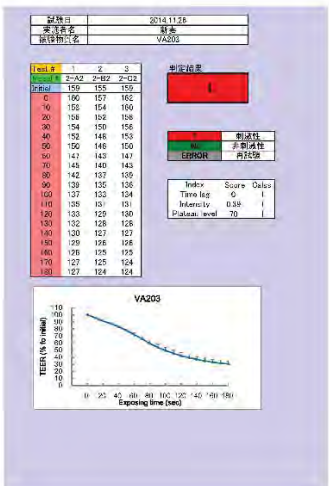 試験日 2014.11.26
実施者名
被験物質名 VA203
Test # 1 2 3
2-A2 2-B2 2-C2
Initial 159 155 159
0 160 157 162
10 158 154 160
20 156 152 158
30 154 150 156
40 152 148 153
50 150 146 150
60 147 143 147
70 145 140 143
80 142 137 139
90 139 135 136
100 137 133 134
110 135 131 131
120 133 129 130
130 132 128 128
140 130 127 127
150 129 126 126
160 128 125 125
170 127 125 124
180 127 124 124
判定結果
I
I 刺激性
NI 非刺激性
ERROR 再試験
Index Score Calss
Time lag 0 I
Intensity 0.39 I
Plateau level 70 I
VA203
TEER (% fo initial)
110
100
90
80
70
60
50
40
30
20
10
0
0 20 40 60 80 100 120 140 160 180
Exposing time (sec)